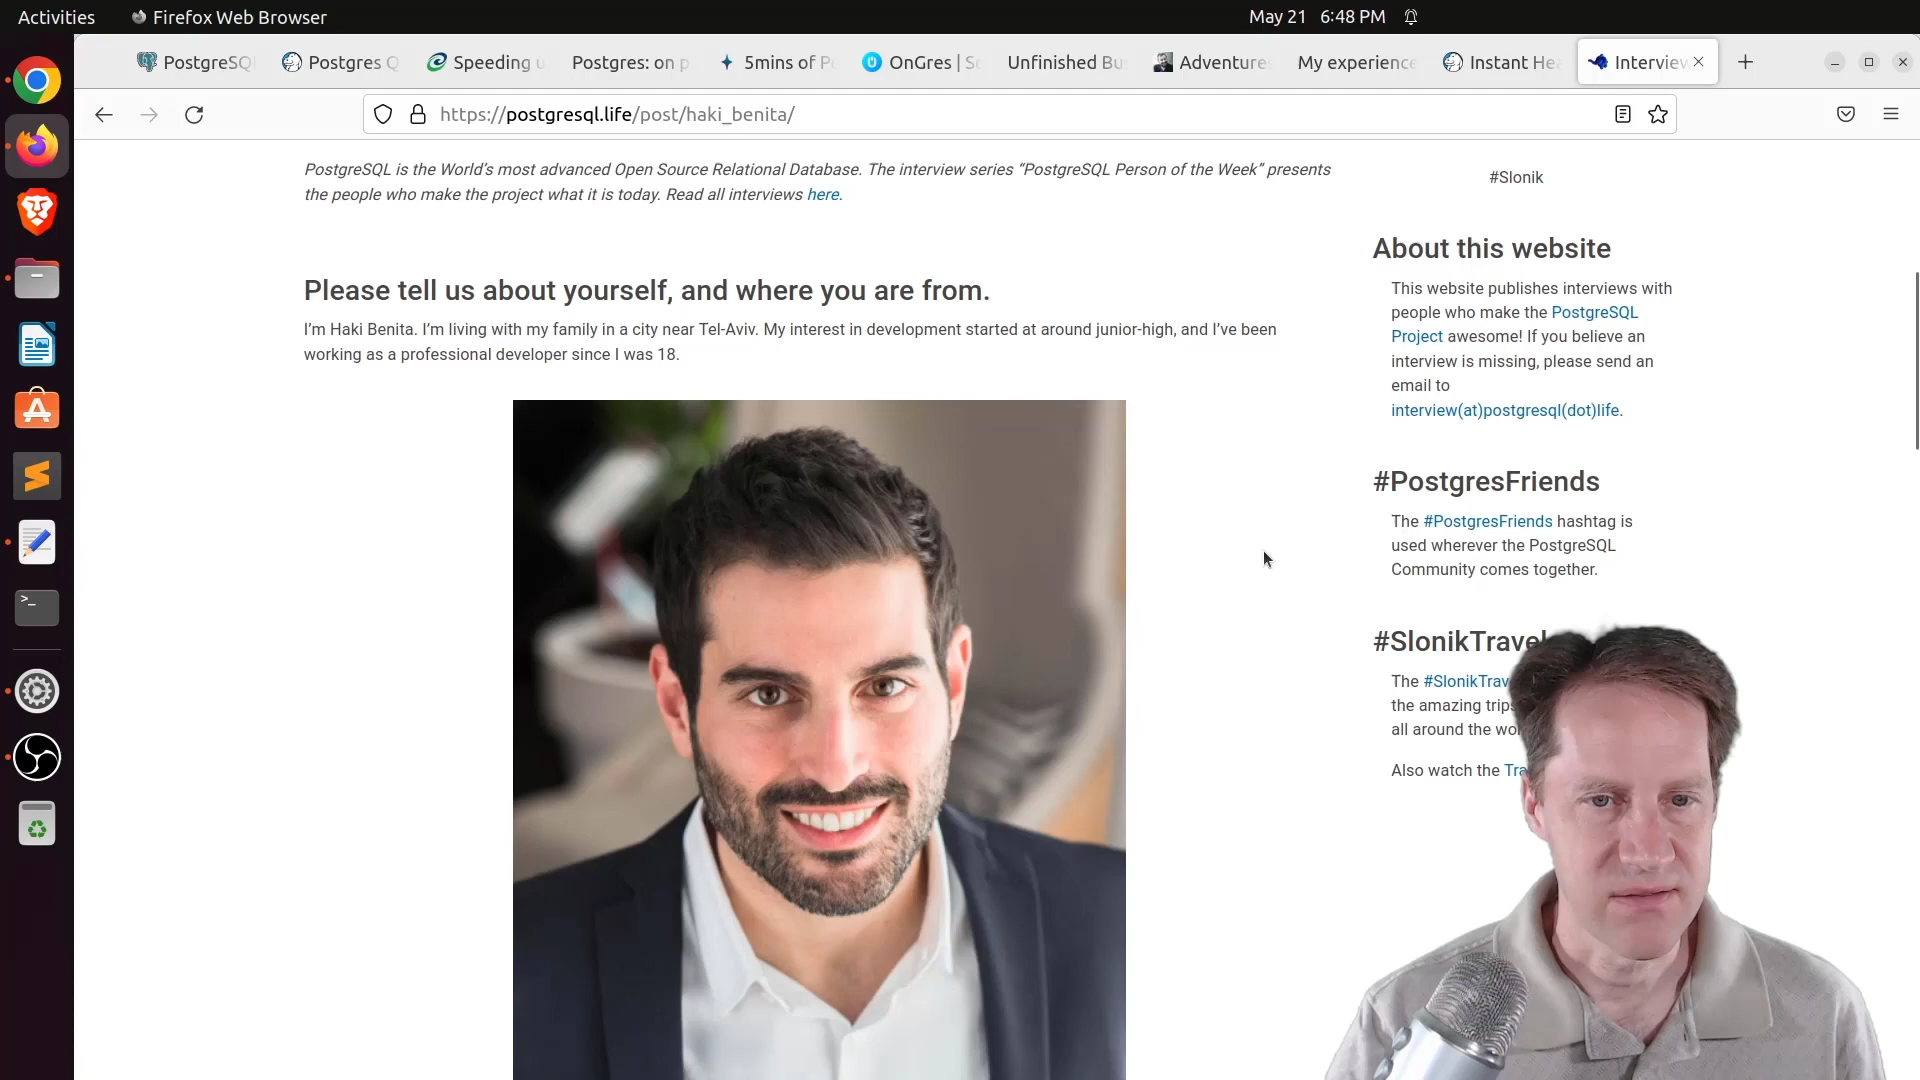 Activities
Firefox Web Browser
May 21 6:48 PM
PostgreSQ
Postgres Q
Speeding u
Postgres: on p
5mins of P
OnGres | S
Unfinished Bu
Adventure
My experience
Instant He
Interview
https://postgresql.life/post/haki_benita/
PostgreSQL is the World's most advanced Open Source Relational Database. The interview series “PostgreSQL Person of the Week” presents
the people who make the project what it is today. Read all interviews here.
Please tell us about yourself, and where you are from.
I'm Haki Benita. I'm living with my family in a city near Tel-Aviv. My interest in development started at around junior-high, and I've been
working as a professional developer since I was 18.
#Slonik
About this website
This website publishes interviews with
people who make the PostgreSQL
Project awesome! If you believe an
interview is missing, please send an
email to
interview(at)postgresql(dot)life.
#PostgresFriends
The #PostgresFriends hashtag is
used wherever the PostgreSQL
Community comes together.
#SlonikTravel
The #SlonikTrav
the amazing trips
all around the wo
Also watch the Tra